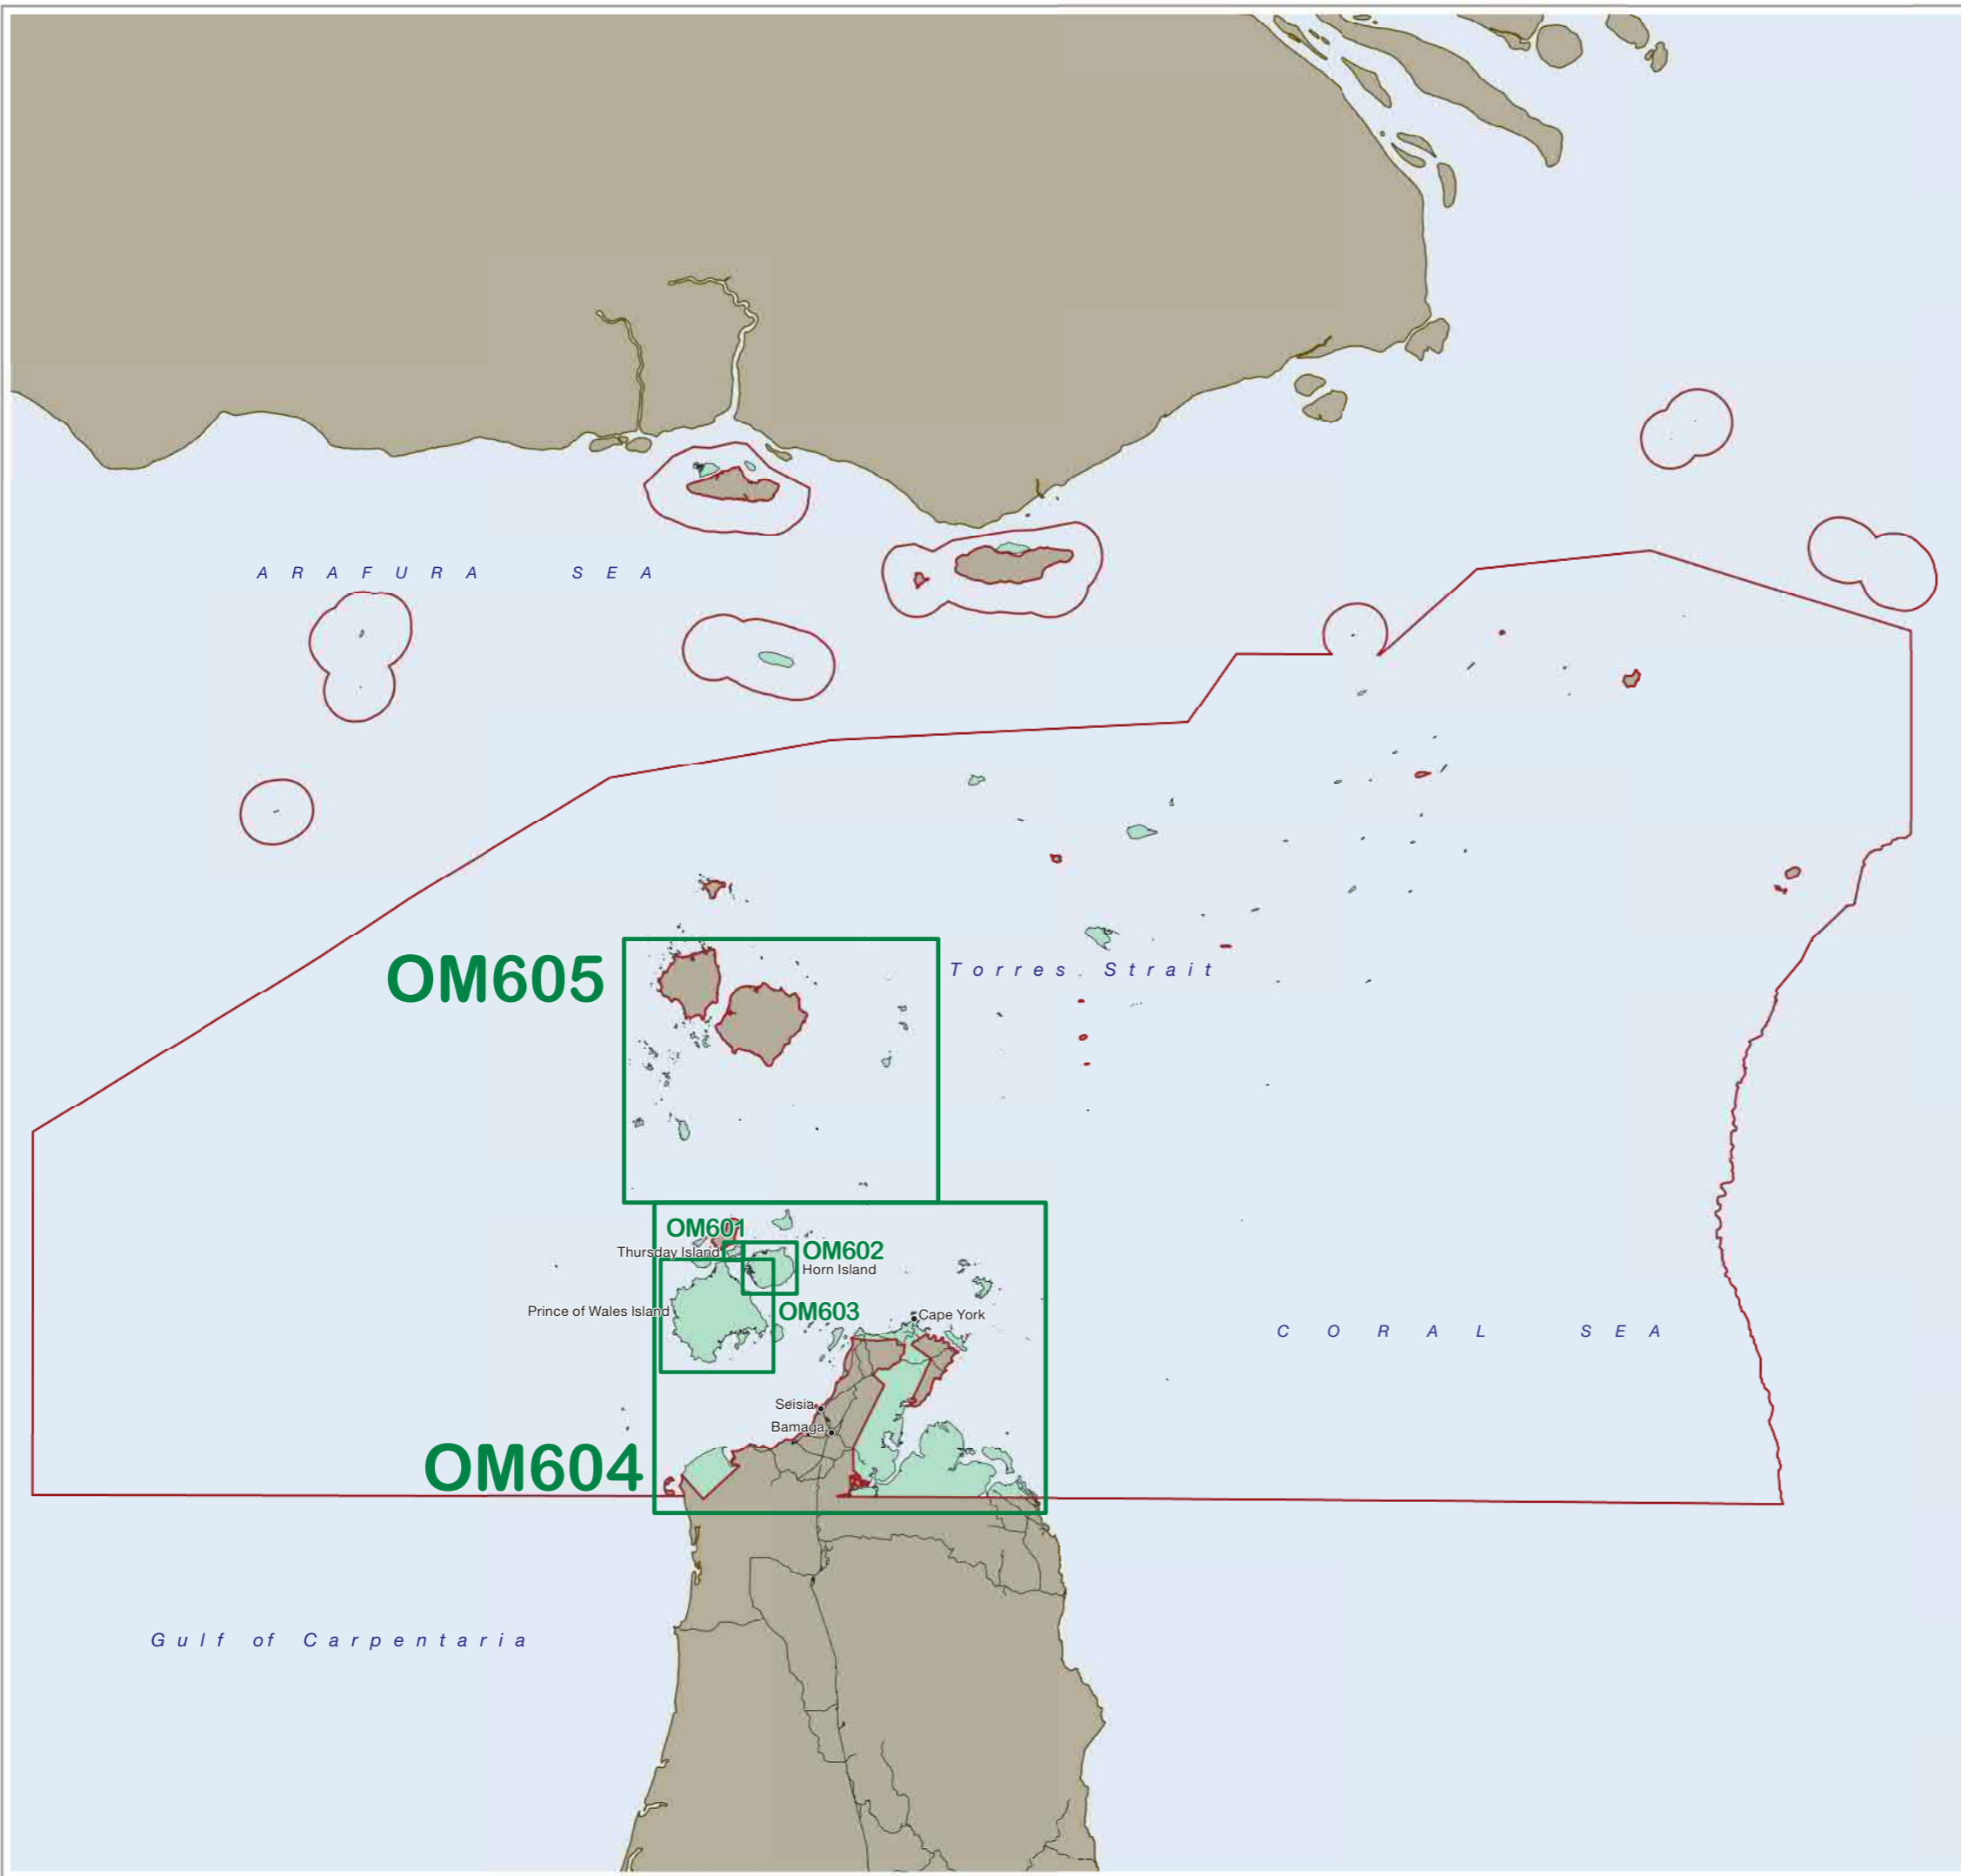 ARAFURA SEA
OM605
Torres Strait
OM601
Thursday Island
OM602
Horn Island
Prince of Wales Island
OM603
Cape York
CORAL SEA
Seisia
Bamaga
OM604
Gulf of Carpentaria